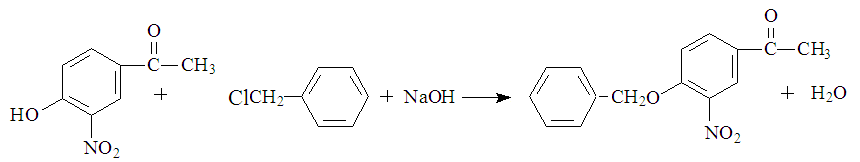 O
C CH₃
HO
NO₂
+
ClCH₂
+ NaOH
O
C CH₃
CH₂O
NO₂
+ H₂O